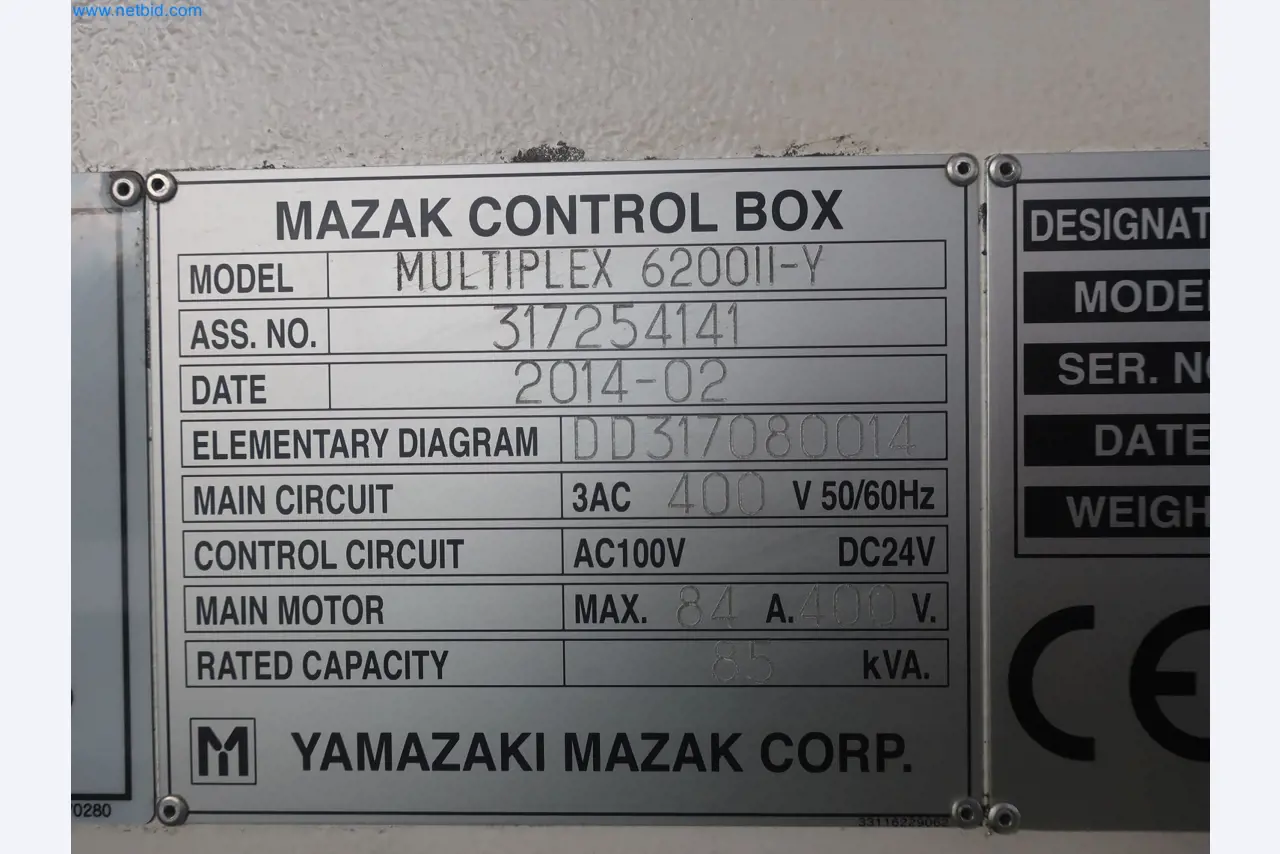 www.netbid.com
MAZAK CONTROL BOX
MODEL MULTIPLEX 6200II-Y
ASS. NO. 317254141
DATE 2014-02
ELEMENTARY DIAGRAM DD317080014
MAIN CIRCUIT 3AC 400 V 50/60Hz
CONTROL CIRCUIT AC100V DC24V
MAIN MOTOR MAX. 84 A. 400 V.
RATED CAPACITY 85 kVA.
M YAMAZAKI MAZAK CORP.
33116229062
70280
SER. N
DATE
WEIGH
CE